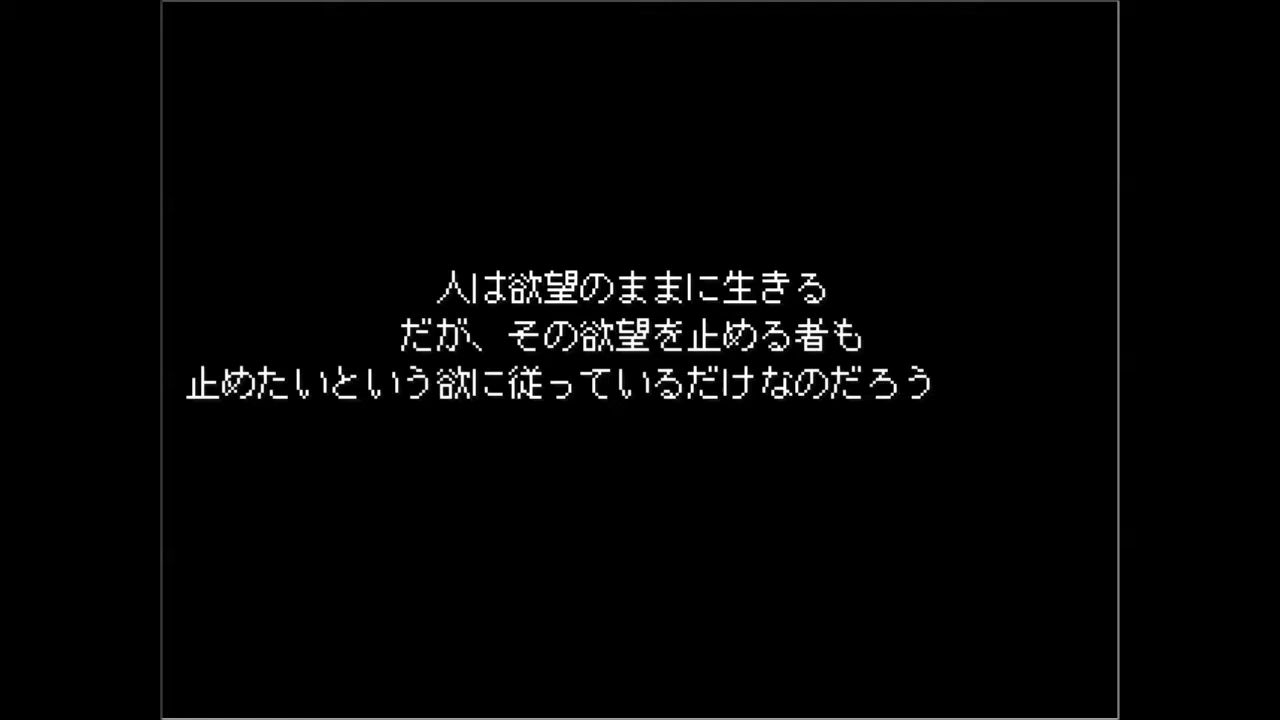 人は欲望のままに生きる
だが、その欲望を止める者も
止めたいという欲に従っているだけなのだろう